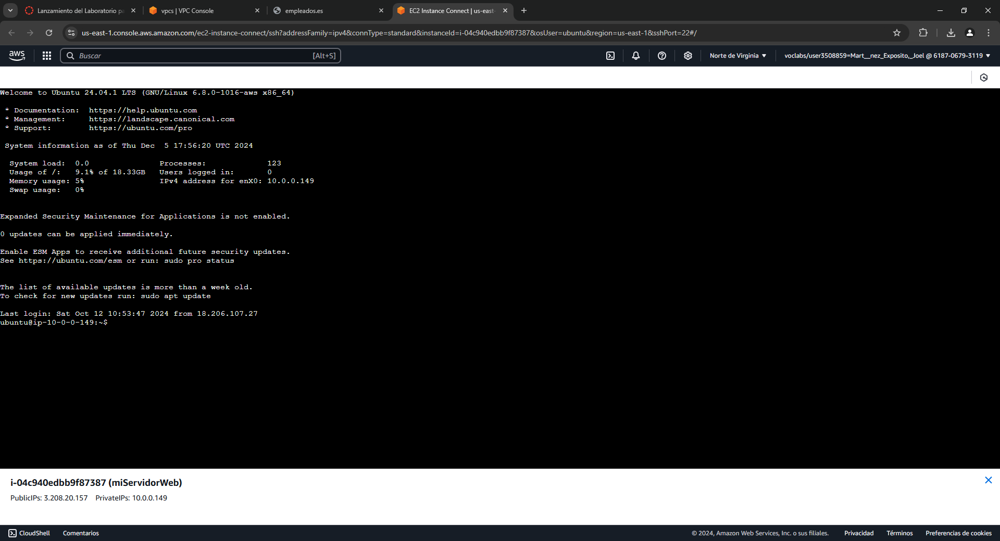 Lanzamiento del Laboratorio pa
vpcs | VPC Console
empleados.es
EC2 Instance Connect | us-east-
us-east-1.console.aws.amazon.com/ec2-instance-connect/ssh?addressFamily=ipv4&connType=standard&instanceId=i-04c940edbb9f87387&osUser=ubuntu&region=us-east-1&sshPort=22#/
aws
Buscar
[Alt+S]
Norte de Virginia
voclabs/user3508859=Mart__nez_Exposito,_Joel @ 6187-0679-3119
Welcome to Ubuntu 24.04.1 LTS (GNU/Linux 6.8.0-1016-aws x86_64)
* Documentation:  https://help.ubuntu.com
* Management:     https://landscape.canonical.com
* Support:        https://ubuntu.com/pro
System information as of Thu Dec  5 17:56:20 UTC 2024
System load:  0.0               Processes:             123
Usage of /:   9.1% of 18.33GB   Users logged in:       0
Memory usage: 5%                IPv4 address for enX0: 10.0.0.149
Swap usage:   0%
Expanded Security Maintenance for Applications is not enabled.
0 updates can be applied immediately.
Enable ESM Apps to receive additional future security updates.
See https://ubuntu.com/esm or run: sudo pro status
The list of available updates is more than a week old.
To check for new updates run: sudo apt update
Last login: Sat Oct 12 10:53:47 2024 from 18.206.107.27
ubuntu@ip-10-0-0-149:~$
i-04c940edbb9f87387 (miServidorWeb)
PublicIPs: 3.208.20.157    PrivateIPs: 10.0.0.149
CloudShell
Comentarios
© 2024, Amazon Web Services, Inc. o sus filiales.
Privacidad
Términos
Preferencias de cookies